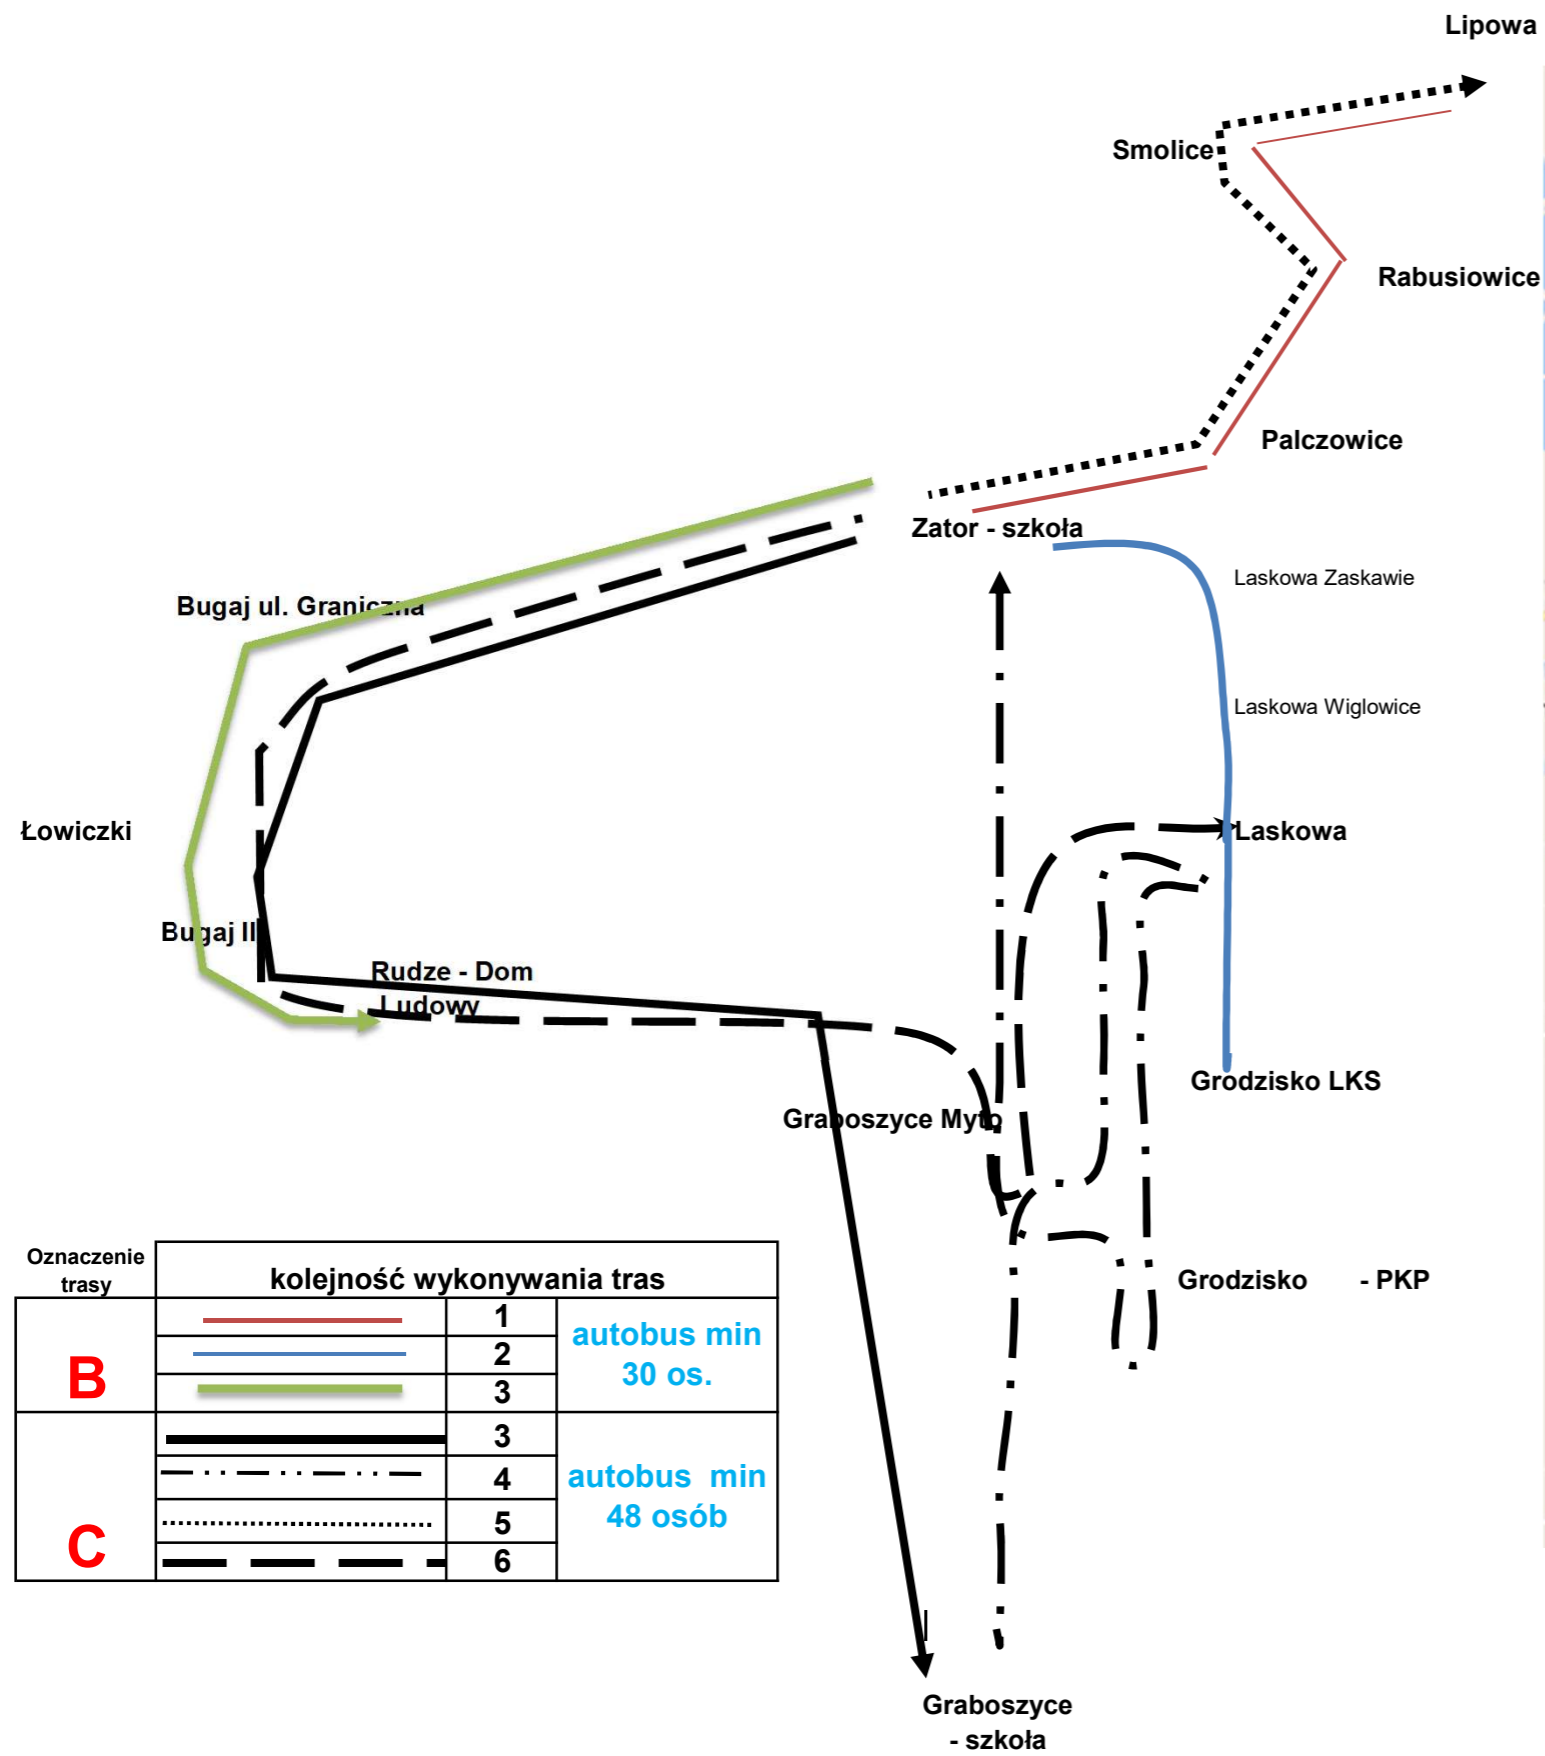 Lipowa
Smolice
Rabusiowice
Palczowice
Zator - szkoła
Laskowa Zaskawie
Bugaj ul. Graniczna
Laskowa Wiglowice
Łowiczki
Laskowa
Bugaj II
Rudze - Dom
Ludowy
Grodzisko LKS
Graboszyce Myto
Grodzisko - PKP
Oznaczenie
trasy
kolejność wykonywania tras
B
1
2
3
autobus min
30 os.
C
3
4
5
6
autobus min
48 osób
Graboszyce
- szkoła